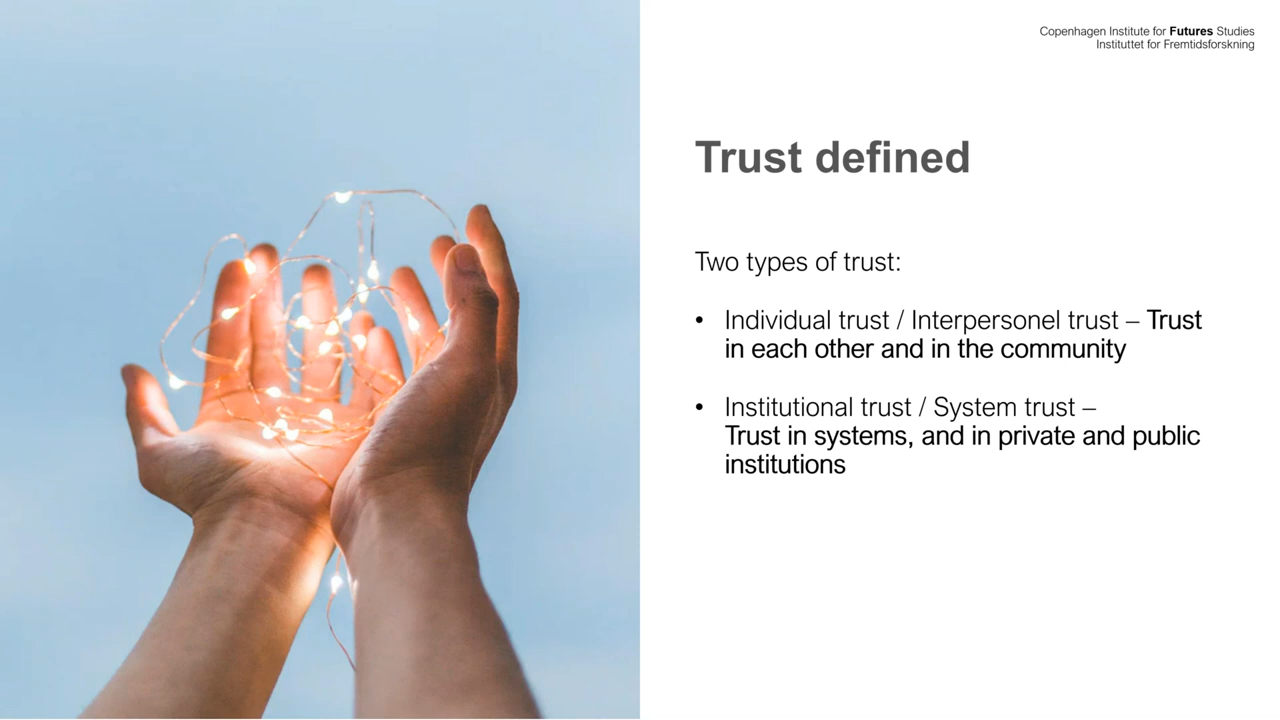 Copenhagen Institute for Futures Studies
Instituttet for Fremtidsforskning
Trust defined
Two types of trust:
• Individual trust / Interpersonel trust – Trust
in each other and in the community
• Institutional trust / System trust –
Trust in systems, and in private and public
institutions